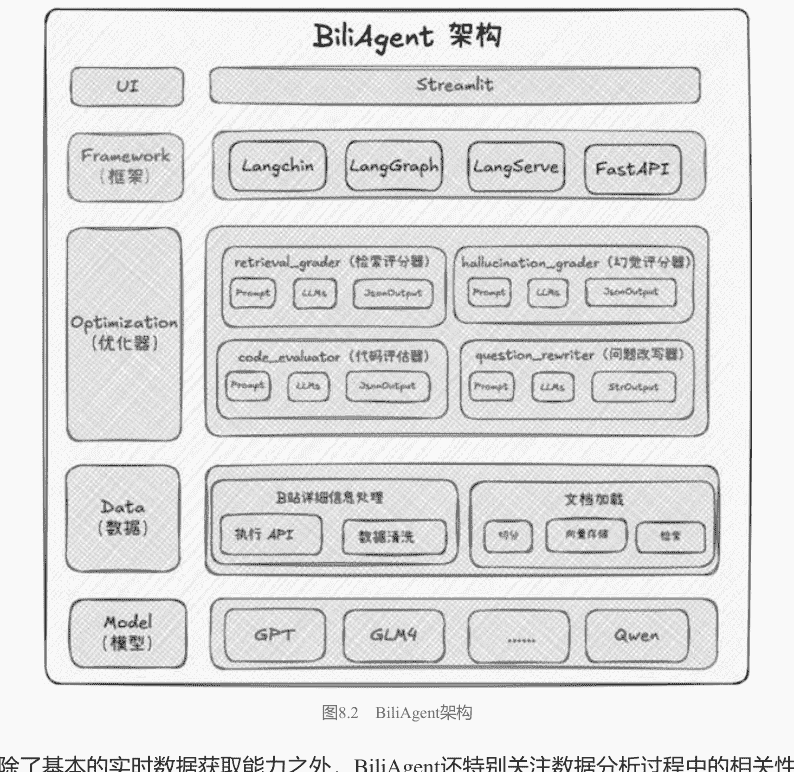 BiliAgent 架构
UI
Streamlit
Framework
（框架）
Langchin
LangGraph
LangServe
FastAPI
Optimization
（优化器）
retrieval_grader（检索评分器）
Prompt
LLMs
JsonOutput
hallucination_grader（幻觉评分器）
Prompt
LLMs
JsonOutput
code_evaluator（代码评估器）
Prompt
LLMs
JsonOutput
question_rewriter（问题改写器）
Prompt
LLMs
StrOutput
Data
（数据）
B站详细信息处理
执行 API
数据清洗
文档加载
切分
向量存储
检索
Model
（模型）
GPT
GLM4
......
Qwen
图8.2 BiliAgent架构
除了基本的实时数据获取能力之外，BiliAgent还特别关注数据分析过程中的相关性